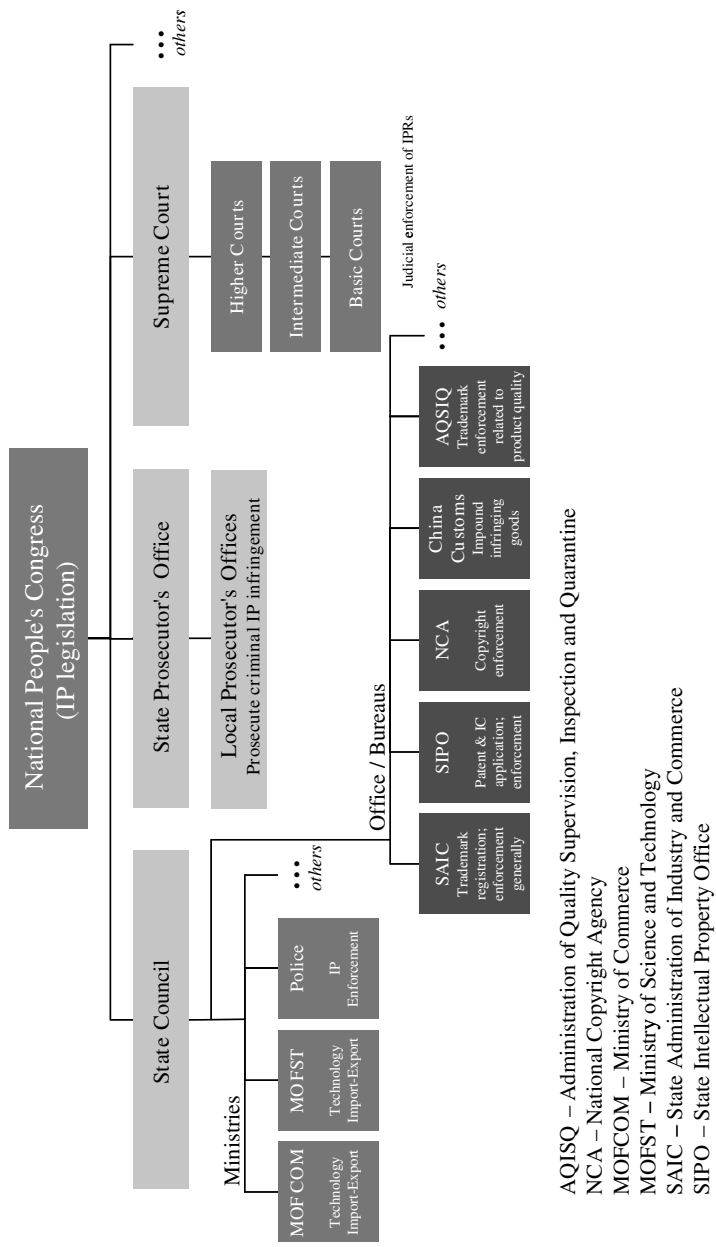 National People's Congress
(IP legislation)
State Council
State Prosecutor's Office
Supreme Court
••• others
Local Prosecutor's Offices
Prosecute criminal IP infringement
Higher Courts
Intermediate Courts
Basic Courts
Judicial enforcement of IPRs
Ministries
MOFCOM
Technology
Import-Export
MOFST
Technology
Import-Export
Police
IP
Enforcement
•••
others
Office / Bureaus
SAIC
Trademark
registration;
enforcement
generally
SIPO
Patent & IC
application;
enforcement
NCA
Copyright
enforcement
China
Customs
Impound
infringing
goods
AQSIQ
Trademark
enforcement
related to
product quality
••• others
AQISQ – Administration of Quality Supervision, Inspection and Quarantine
NCA – National Copyright Agency
MOFCOM – Ministry of Commerce
MOFST – Ministry of Science and Technology
SAIC – State Administration of Industry and Commerce
SIPO – State Intellectual Property Office